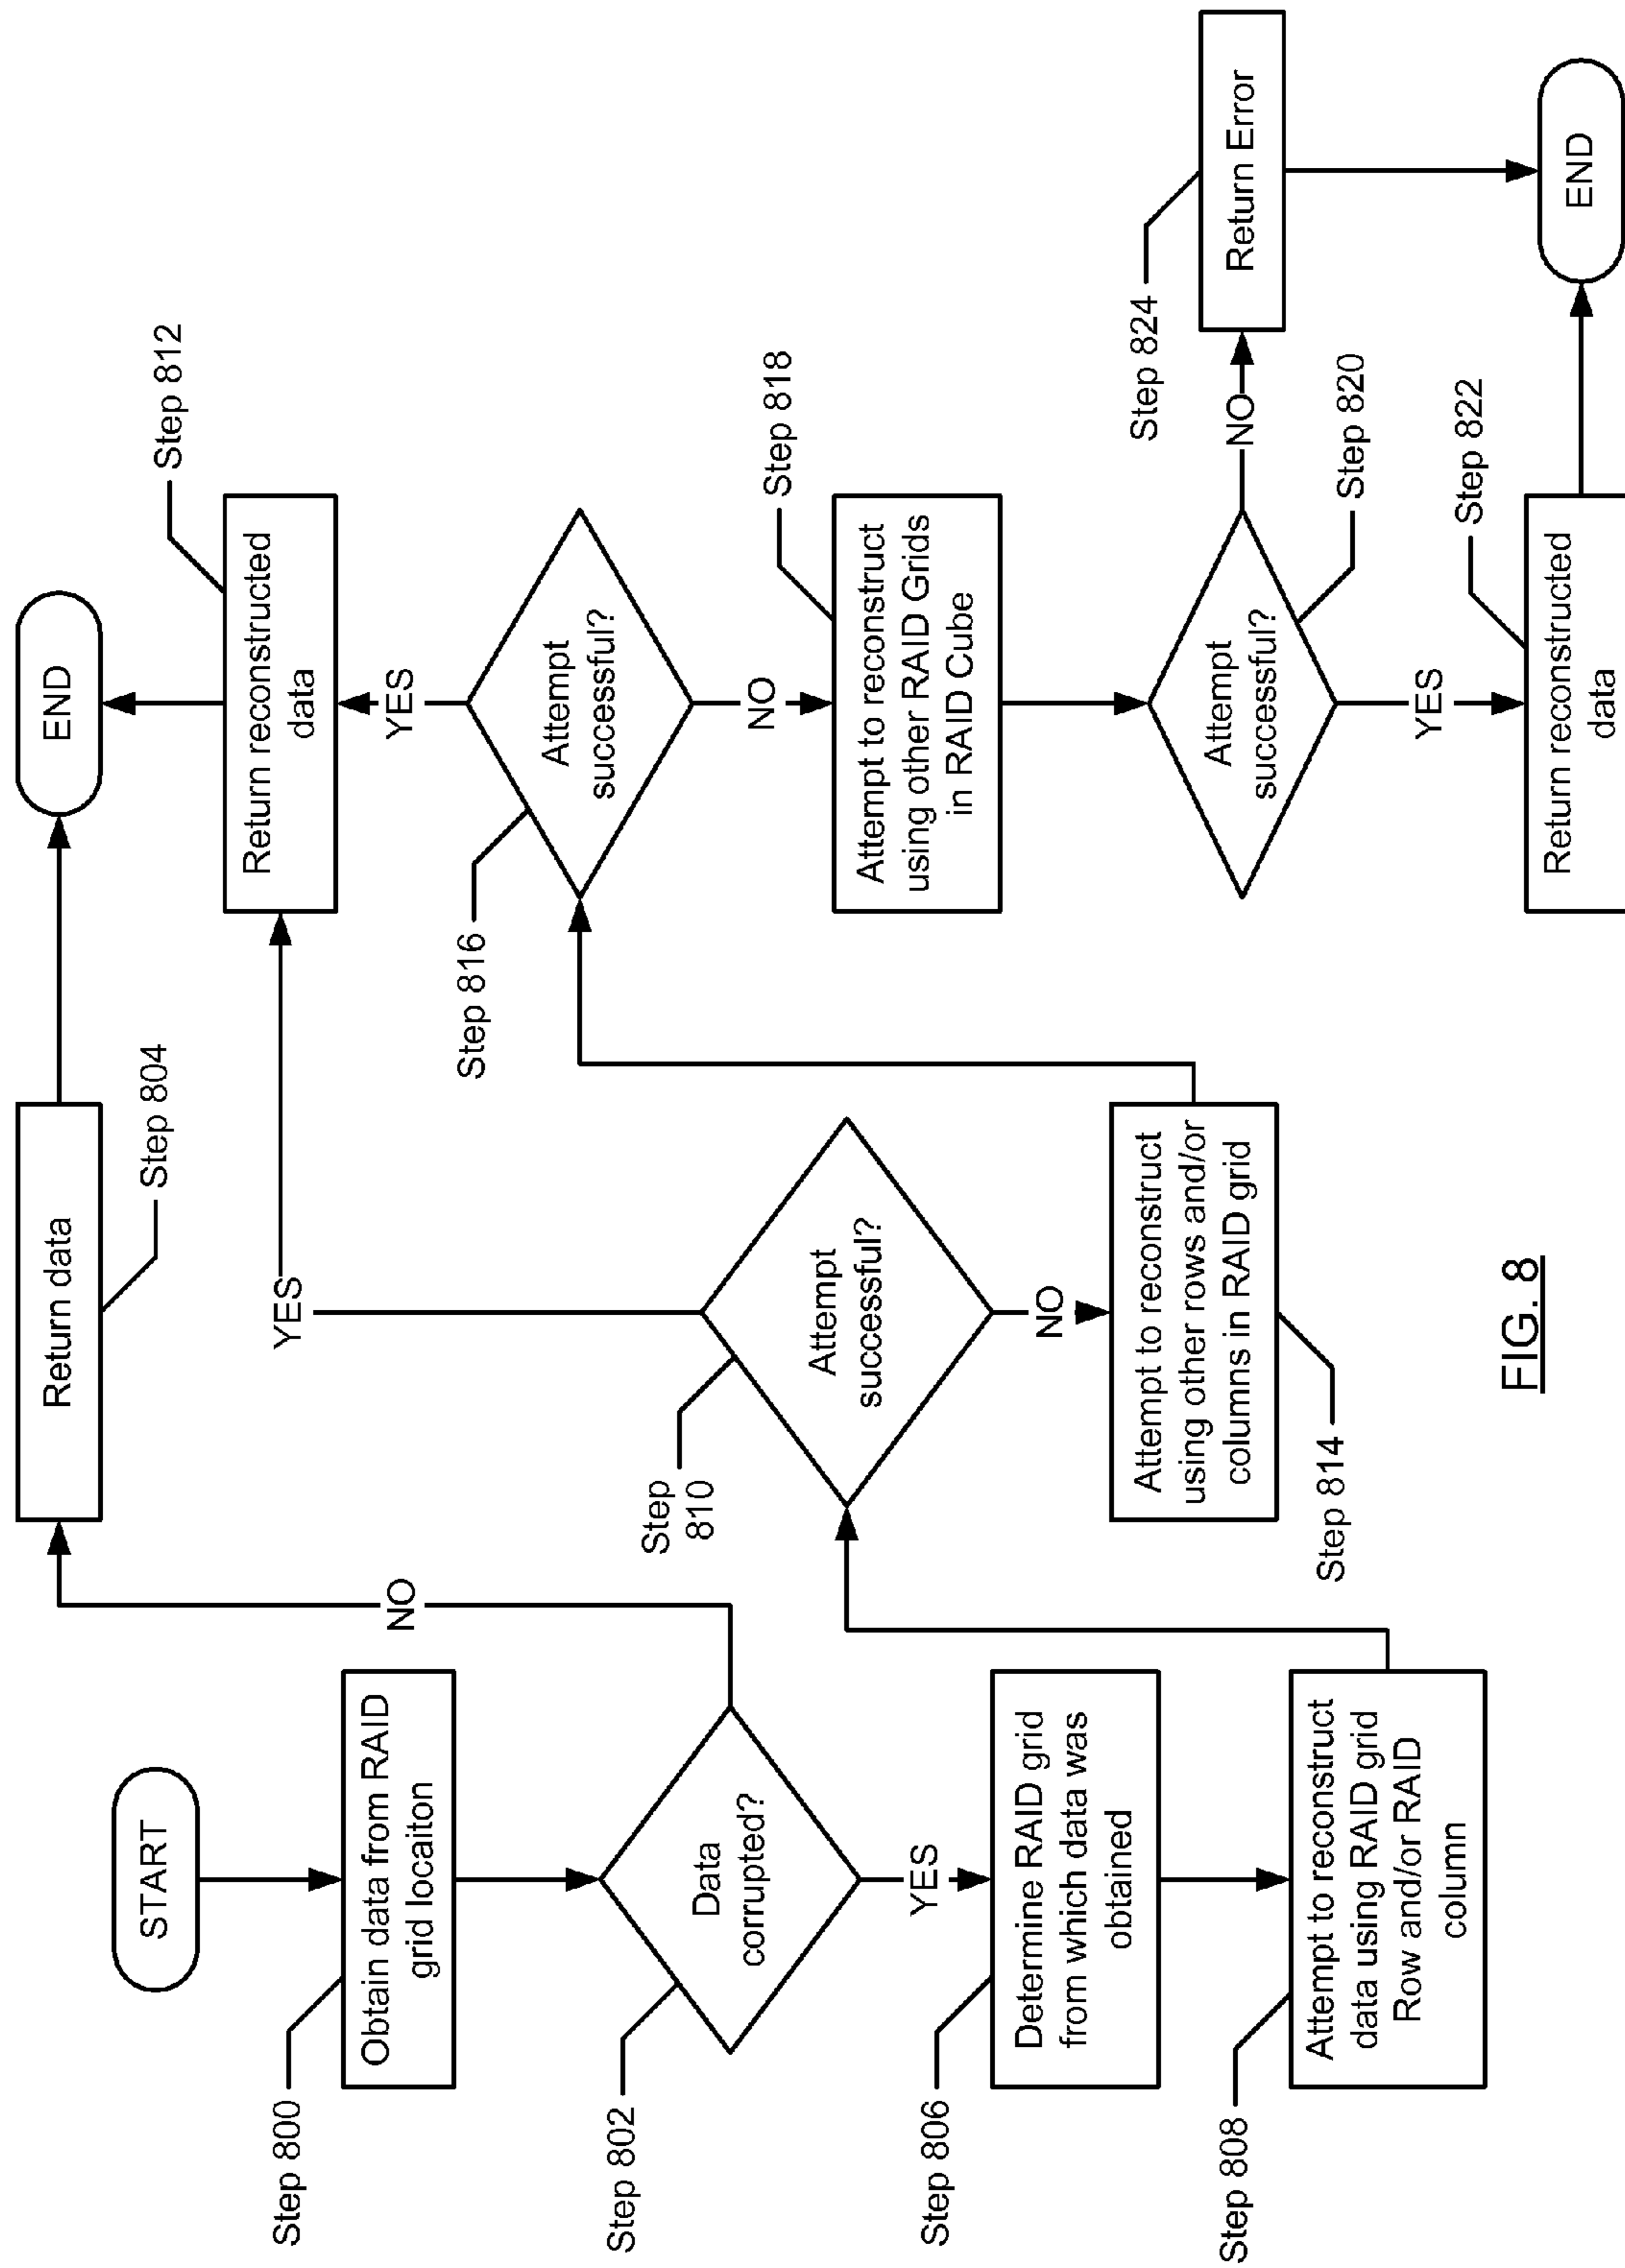 START
Step 800
Obtain data from RAID
grid locaiton
Step 802
Data
corrupted?
NO
YES
Return data
Step 804
END
Step 806
Determine RAID grid
from which data was
obtained
Step 808
Attempt to reconstruct
data using RAID grid
Row and/or RAID
column
Step
810
Attempt
successful?
YES
NO
Return reconstructed
data
Step 812
Attempt to reconstruct
using other rows and/or
columns in RAID grid
Step 814
Step 816
Attempt
successful?
YES
NO
Attempt to reconstruct
using other RAID Grids
in RAID Cube
Step 818
Attempt
successful?
Step 820
NO
YES
Step 824
Return Error
Step 822
Return reconstructed
data
END
FIG. 8